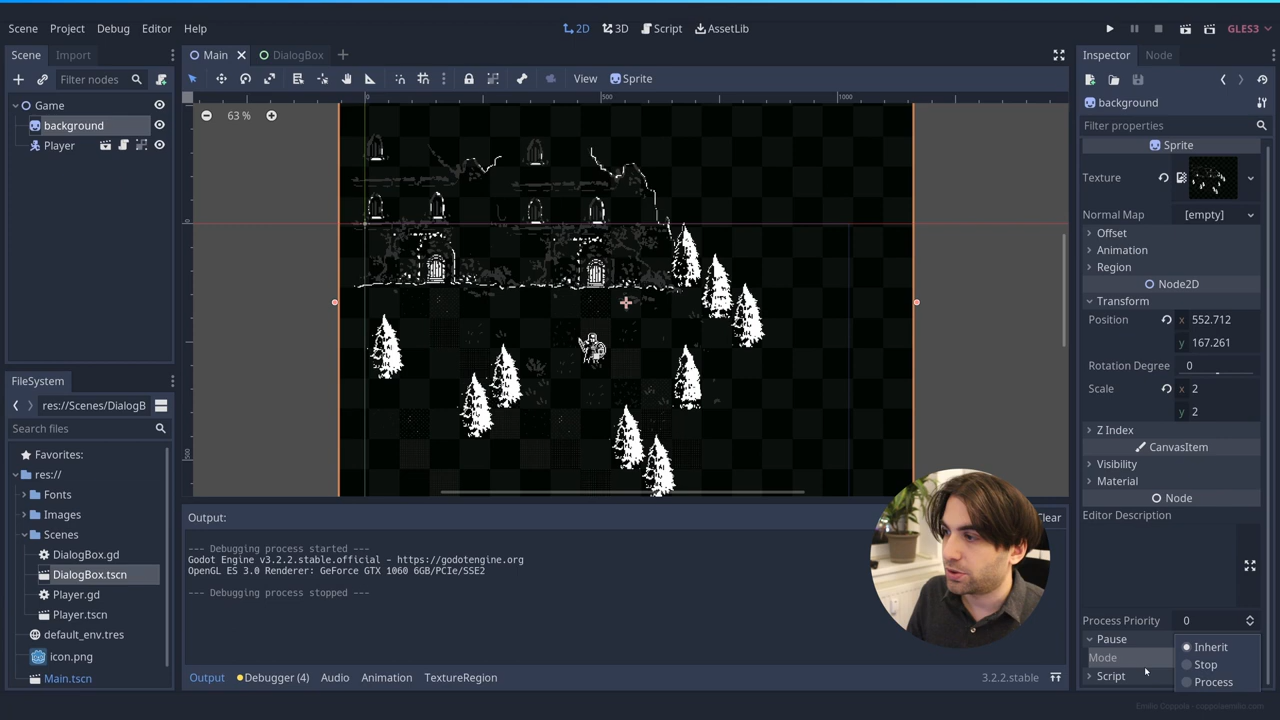 Scene Project Debug Editor Help
2D 3D Script AssetLib
GLES3
Scene Import
Filter nodes
Game
background
Player
Main DialogBox
View Sprite
0 500 1000
63 %
0
500
FileSystem
res://Scenes/DialogB
Search files
Favorites:
res://
Fonts
Images
Scenes
DialogBox.gd
DialogBox.tscn
Player.gd
Player.tscn
default_env.tres
icon.png
Main.tscn
Output:
Clear
--- Debugging process started ---
Godot Engine v3.2.2.stable.official - https://godotengine.org
OpenGL ES 3.0 Renderer: GeForce GTX 1060 6GB/PCIe/SSE2
--- Debugging process stopped ---
Output Debugger (4) Audio Animation TextureRegion
3.2.2.stable
Inspector Node
background
Filter properties
Sprite
Texture
Normal Map [empty]
Offset
Animation
Region
Node2D
Transform
Position x 552.712
y 167.261
Rotation Degree 0
Scale x 2
y 2
Z Index
CanvasItem
Visibility
Material
Node
Editor Description
Process Priority 0
Pause
Mode
Inherit
Stop
Process
Script
Emilio Coppola - coppolaemilio.com